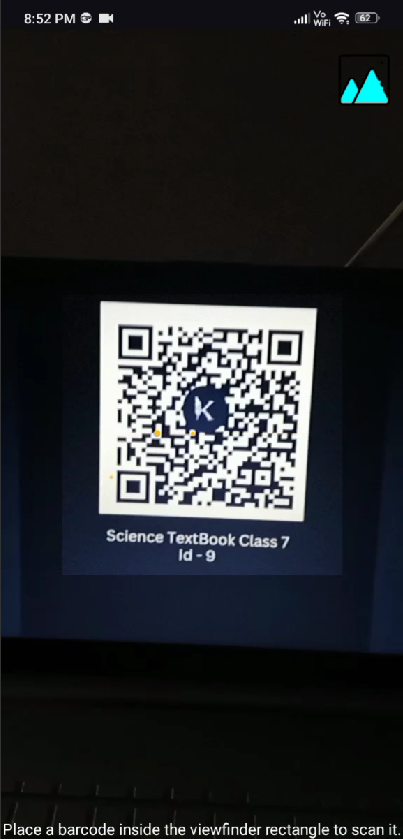 8:52 PM
Vo
WiFi
62
K
Science TextBook Class 7
Id - 9
Place a barcode inside the viewfinder rectangle to scan it.